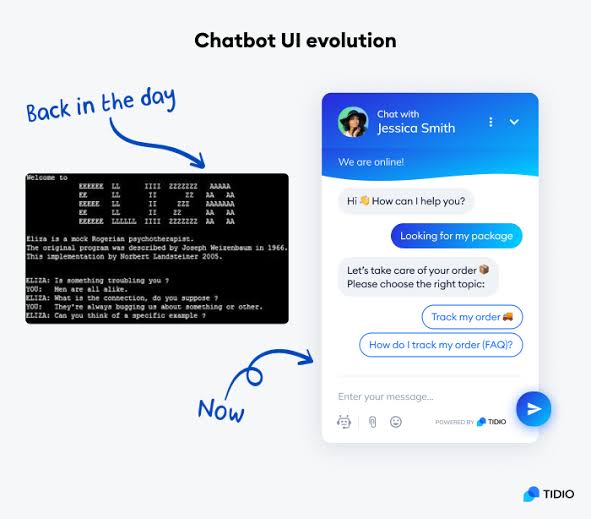 Chatbot UI evolution
Back in the day
Welcome to
EEEEEE LL IIII ZZZZZZZ AAAAA
EE LL II ZZ AA AA
EEEEE LL II ZZZ AAAAAAA
EE LL II ZZ AA AA
EEEEEE LLLLLL IIII ZZZZZZZ AA AA
Eliza is a mock Rogerian psychotherapist.
The original program was described by Joseph Weizenbaum in 1966.
This implementation by Norbert Landsteiner 2005.
ELIZA: Is something troubling you ?
YOU: Men are all alike.
ELIZA: What is the connection, do you suppose ?
YOU: They're always bugging us about something or other.
ELIZA: Can you think of a specific example ?
Now
Chat with
Jessica Smith
We are online!
Hi 👋 How can I help you?
Looking for my package
Let's take care of your order 📦
Please choose the right topic:
Track my order 🚚
How do I track my order (FAQ)?
Enter your message...
POWERED BY TIDIO
TIDIO